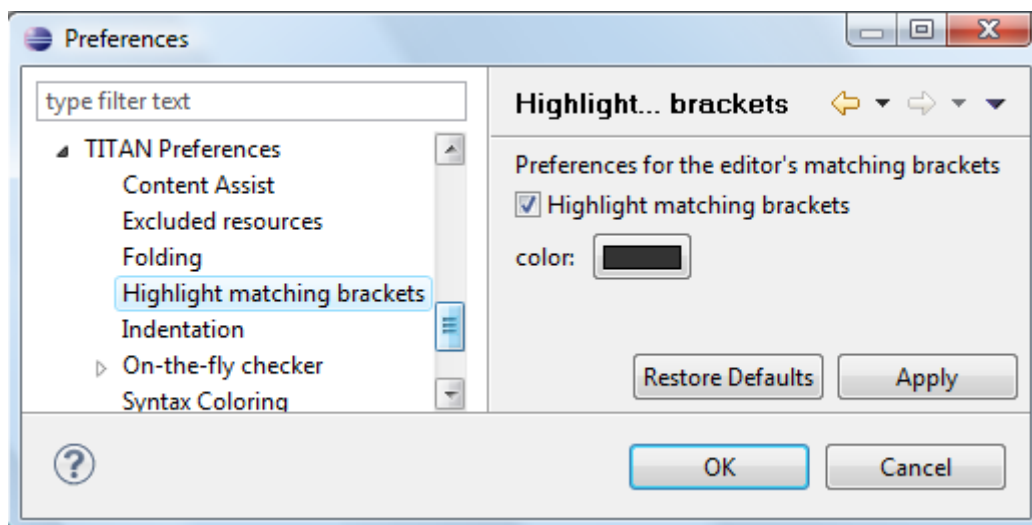 Preferences
type filter text
TITAN Preferences
Content Assist
Excluded resources
Folding
Highlight matching brackets
Indentation
On-the-fly checker
Syntax Coloring
Highlight... brackets
Preferences for the editor's matching brackets
Highlight matching brackets
color:
Restore Defaults
Apply
?
OK
Cancel